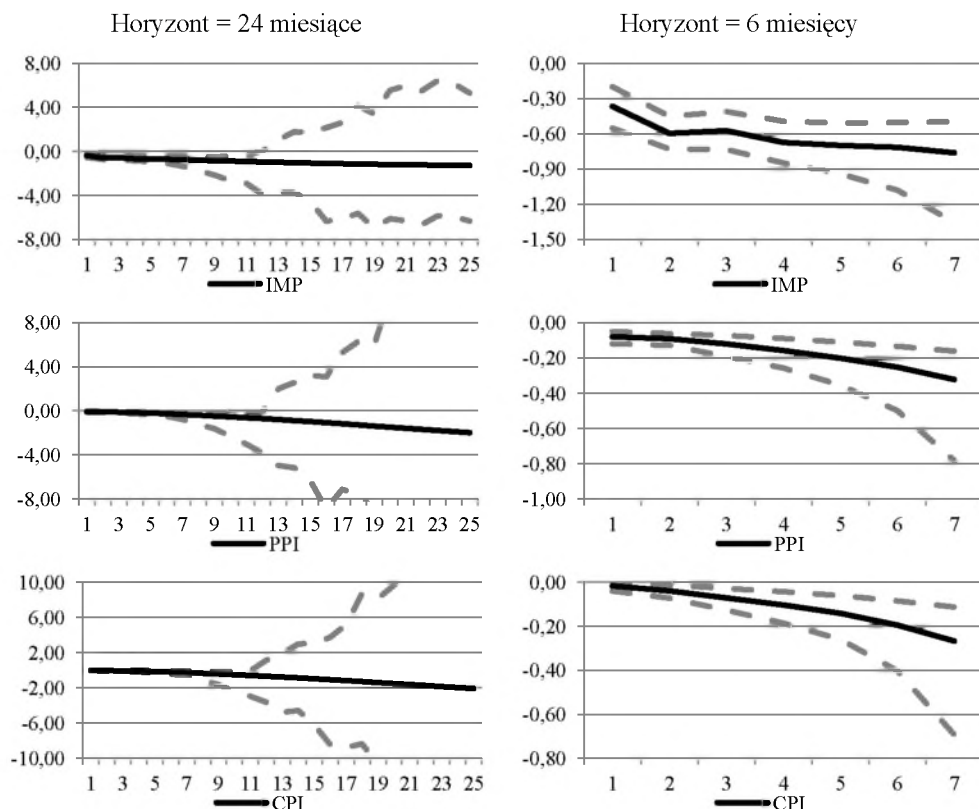 Horyzont = 24 miesiące
Horyzont = 6 miesięcy
8,00
4,00
0,00
-4,00
-8,00
1 3 5 7 9 11 13 15 17 19 21 23 25
IMP
0,00
-0,30
-0,60
-0,90
-1,20
-1,50
1 2 3 4 5 6 7
IMP
8,00
4,00
0,00
-4,00
-8,00
1 3 5 7 9 11 13 15 17 19 21 23 25
PPI
0,00
-0,20
-0,40
-0,60
-0,80
-1,00
1 2 3 4 5 6 7
PPI
10,00
6,00
2,00
-2,00
-6,00
-10,00
1 3 5 7 9 11 13 15 17 19 21 23 25
CPI
0,00
-0,20
-0,40
-0,60
-0,80
1 2 3 4 5 6 7
CPI